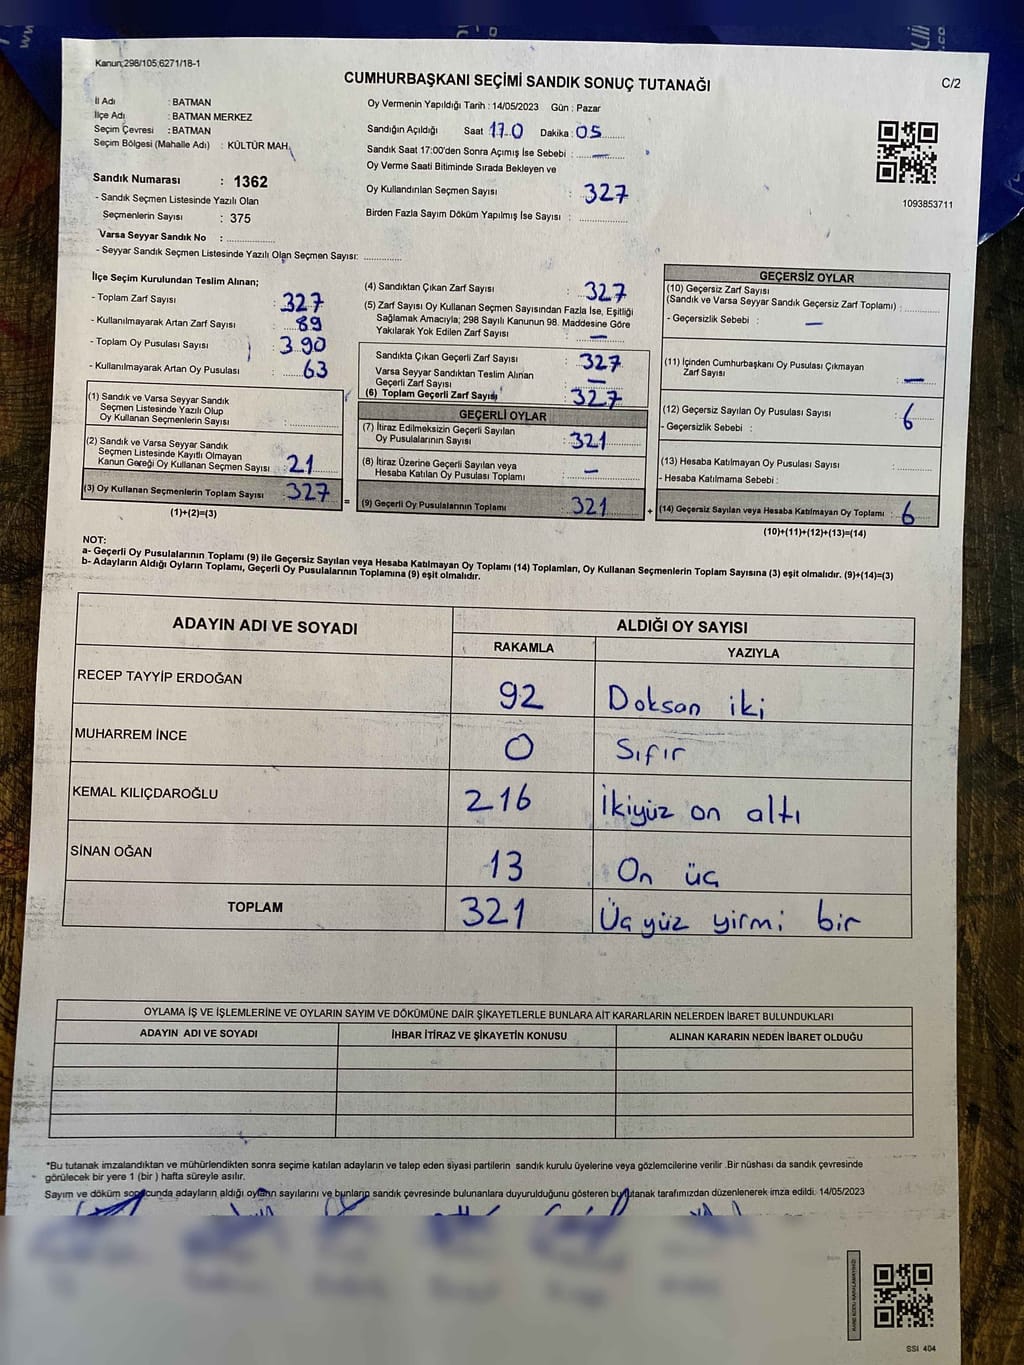 Kanun;298/105;6271/18-1
CUMHURBAŞKANI SEÇİMİ SANDIK SONUÇ TUTANAĞI
C/2
İl Adı : BATMAN
İlçe Adı : BATMAN MERKEZ
Seçim Çevresi : BATMAN
Seçim Bölgesi (Mahalle Adı) : KÜLTÜR MAH.
Sandık Numarası : 1362
- Sandık Seçmen Listesinde Yazılı Olan
Seçmenlerin Sayısı : 375
Varsa Seyyar Sandık No : ..............
- Seyyar Sandık Seçmen Listesinde Yazılı Olan Seçmen Sayısı: ............
Oy Vermenin Yapıldığı Tarih : 14/05/2023 Gün : Pazar
Sandığın Açıldığı Saat 17.0 Dakika : 05
Sandık Saat 17:00'den Sonra Açımış İse Sebebi : —
Oy Verme Saati Bitiminde Sırada Bekleyen ve
Oy Kullandırılan Seçmen Sayısı : 327
Birden Fazla Sayım Döküm Yapılmış İse Sayısı : ..............
1093853711
İlçe Seçim Kurulundan Teslim Alınan;
- Toplam Zarf Sayısı : 327
- Kullanılmayarak Artan Zarf Sayısı : 89
- Toplam Oy Pusulası Sayısı : 390
- Kullanılmayarak Artan Oy Pusulası : 63
(1) Sandık ve Varsa Seyyar Sandık
Seçmen Listesinde Yazılı Olup
Oy Kullanan Seçmenlerin Sayısı : ..............
(2) Sandık ve Varsa Seyyar Sandık
Seçmen Listesinde Kayıtlı Olmayan
Kanun Gereği Oy Kullanan Seçmen Sayısı : 21
(3) Oy Kullanan Seçmenlerin Toplam Sayısı : 327
(1)+(2)=(3)
(4) Sandıktan Çıkan Zarf Sayısı : 327
(5) Zarf Sayısı Oy Kullanan Seçmen Sayısından Fazla İse, Eşitliği
Sağlamak Amacıyla; 298 Sayılı Kanunun 98. Maddesine Göre
Yakılarak Yok Edilen Zarf Sayısı : —
Sandıkta Çıkan Geçerli Zarf Sayısı : 327
Varsa Seyyar Sandıktan Teslim Alınan
Geçerli Zarf Sayısı : —
(6) Toplam Geçerli Zarf Sayısı : 327
=
GEÇERLİ OYLAR
(7) İtiraz Edilmeksizin Geçerli Sayılan
Oy Pusulalarının Sayısı : 321
(8) İtiraz Üzerine Geçerli Sayılan veya
Hesaba Katılan Oy Pusulası Toplamı : —
(9) Geçerli Oy Pusulalarının Toplamı : 321
+
GEÇERSİZ OYLAR
(10) Geçersiz Zarf Sayısı
(Sandık ve Varsa Seyyar Sandık Geçersiz Zarf Toplamı) : ........
- Geçersizlik Sebebi : —
(11) İçinden Cumhurbaşkanı Oy Pusulası Çıkmayan
Zarf Sayısı : —
(12) Geçersiz Sayılan Oy Pusulası Sayısı : 6
- Geçersizlik Sebebi :
(13) Hesaba Katılmayan Oy Pusulası Sayısı : ..........
- Hesaba Katılmama Sebebi :
(14) Geçersiz Sayılan veya Hesaba Katılmayan Oy Toplamı : 6
(10)+(11)+(12)+(13)=(14)
NOT:
a- Geçerli Oy Pusulalarının Toplamı (9) ile Geçersiz Sayılan veya Hesaba Katılmayan Oy Toplamı (14) Toplamları, Oy Kullanan Seçmenlerin Toplam Sayısına (3) eşit olmalıdır. (9)+(14)=(3)
b- Adayların Aldığı Oyların Toplamı, Geçerli Oy Pusulalarının Toplamına (9) eşit olmalıdır.
ADAYIN ADI VE SOYADI ALDIĞI OY SAYISI
RAKAMLA YAZIYLA
RECEP TAYYİP ERDOĞAN 92 Doksan iki
MUHARREM İNCE 0 Sıfır
KEMAL KILIÇDAROĞLU 216 İkiyüz on altı
SİNAN OĞAN 13 On üç
TOPLAM 321 Üçyüz yirmi bir
OYLAMA İŞ VE İŞLEMLERİNE VE OYLARIN SAYIM VE DÖKÜMÜNE DAİR ŞİKAYETLERLE BUNLARA AİT KARARLARIN NELERDEN İBARET BULUNDUKLARI
ADAYIN ADI VE SOYADI İHBAR İTİRAZ VE ŞİKAYETİN KONUSU ALINAN KARARIN NEDEN İBARET OLDUĞU
*Bu tutanak imzalandıktan ve mühürlendikten sonra seçime katılan adayların ve talep eden siyasi partilerin sandık kurulu üyelerine veya gözlemcilerine verilir .Bir nüshası da sandık çevresinde
görülecek bir yere 1 (bir ) hafta süreyle asılır.
Sayım ve döküm sonucunda adayların aldığı oyların sayılarını ve bunların sandık çevresinde bulunanlara duyurulduğunu gösteren bu tutanak tarafımızdan düzenlenerek imza edildi. 14/05/2023
SSI 404